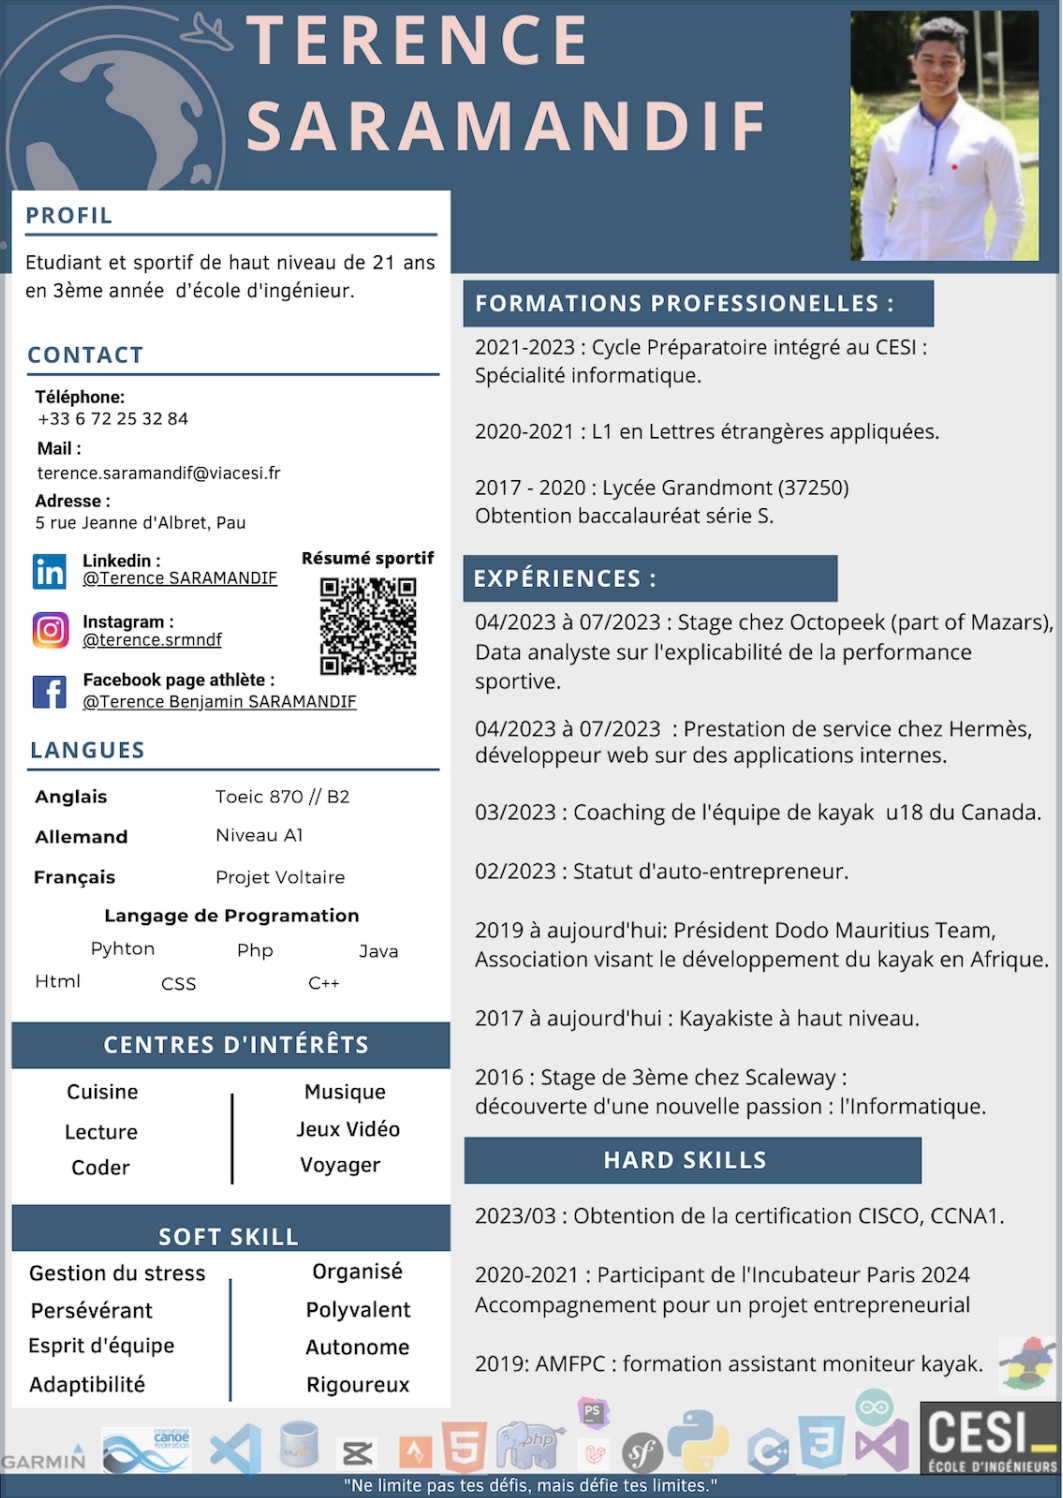 TERENCE
SARAMANDIF
PROFIL
Etudiant et sportif de haut niveau de 21 ans
en 3ème année d'école d'ingénieur.
CONTACT
Téléphone:
+33 6 72 25 32 84
Mail :
terence.saramandif@viacesi.fr
Adresse :
5 rue Jeanne d'Albret, Pau
Linkedin :
@Terence SARAMANDIF
Résumé sportif
Instagram :
@terence.srmndf
Facebook page athlète :
@Terence Benjamin SARAMANDIF
LANGUES
Anglais Toeic 870 // B2
Allemand Niveau A1
Français Projet Voltaire
Langage de Programation
Pyhton Php Java
Html CSS C++
CENTRES D'INTÉRÊTS
Cuisine Musique
Lecture Jeux Vidéo
Coder Voyager
SOFT SKILL
Gestion du stress Organisé
Persévérant Polyvalent
Esprit d'équipe Autonome
Adaptibilité Rigoureux
FORMATIONS PROFESSIONELLES :
2021-2023 : Cycle Préparatoire intégré au CESI :
Spécialité informatique.
2020-2021 : L1 en Lettres étrangères appliquées.
2017 - 2020 : Lycée Grandmont (37250)
Obtention baccalauréat série S.
EXPÉRIENCES :
04/2023 à 07/2023 : Stage chez Octopeek (part of Mazars),
Data analyste sur l'explicabilité de la performance
sportive.
04/2023 à 07/2023 : Prestation de service chez Hermès,
développeur web sur des applications internes.
03/2023 : Coaching de l'équipe de kayak u18 du Canada.
02/2023 : Statut d'auto-entrepreneur.
2019 à aujourd'hui: Président Dodo Mauritius Team,
Association visant le développement du kayak en Afrique.
2017 à aujourd'hui : Kayakiste à haut niveau.
2016 : Stage de 3ème chez Scaleway :
découverte d'une nouvelle passion : l'Informatique.
HARD SKILLS
2023/03 : Obtention de la certification CISCO, CCNA1.
2020-2021 : Participant de l'Incubateur Paris 2024
Accompagnement pour un projet entrepreneurial
2019: AMFPC : formation assistant moniteur kayak.
GARMIN
international
canoe
federation
MySQL
5
php
PS
sf
C
3
CESI
ÉCOLE D'INGÉNIEURS
"Ne limite pas tes défis, mais défie tes limites."